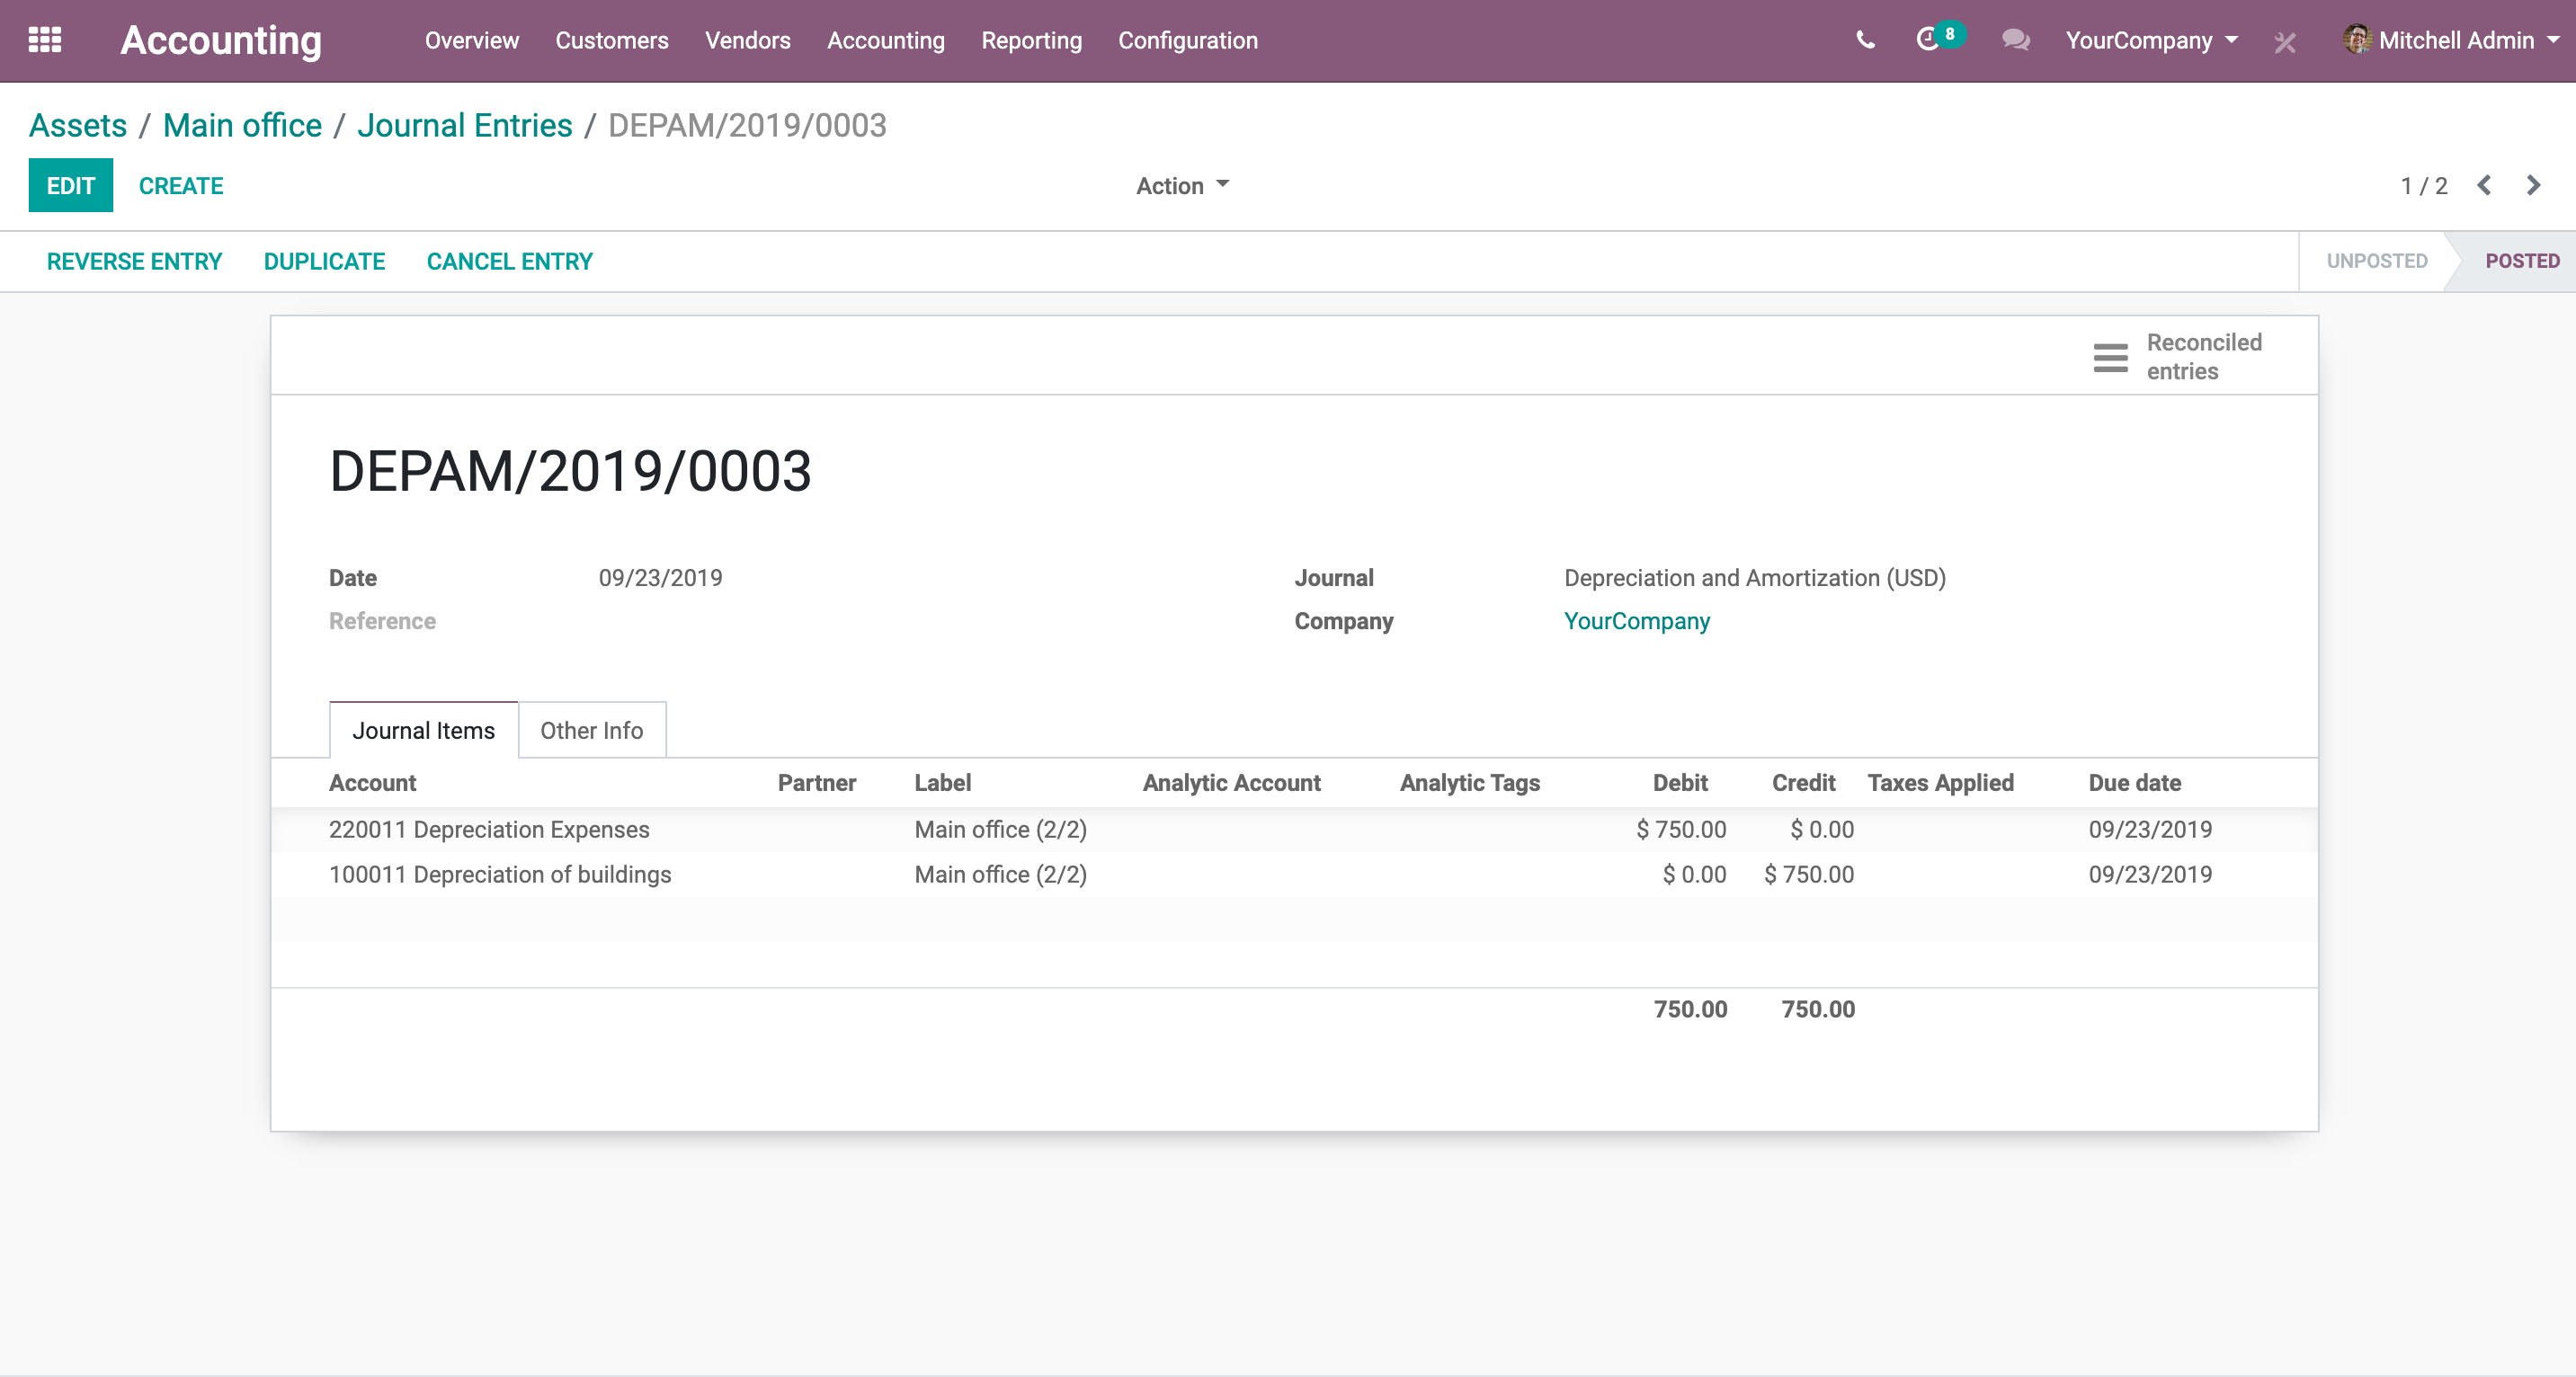 Accounting Overview Customers Vendors Accounting Reporting Configuration 8 YourCompany Mitchell Admin
Assets / Main office / Journal Entries / DEPAM/2019/0003
EDIT CREATE Action 1 / 2
REVERSE ENTRY DUPLICATE CANCEL ENTRY UNPOSTED POSTED
Reconciled
entries
DEPAM/2019/0003
Date 09/23/2019 Journal Depreciation and Amortization (USD)
Reference Company YourCompany
Journal Items Other Info
Account Partner Label Analytic Account Analytic Tags Debit Credit Taxes Applied Due date
220011 Depreciation Expenses Main office (2/2) $ 750.00 $ 0.00 09/23/2019
100011 Depreciation of buildings Main office (2/2) $ 0.00 $ 750.00 09/23/2019
750.00 750.00